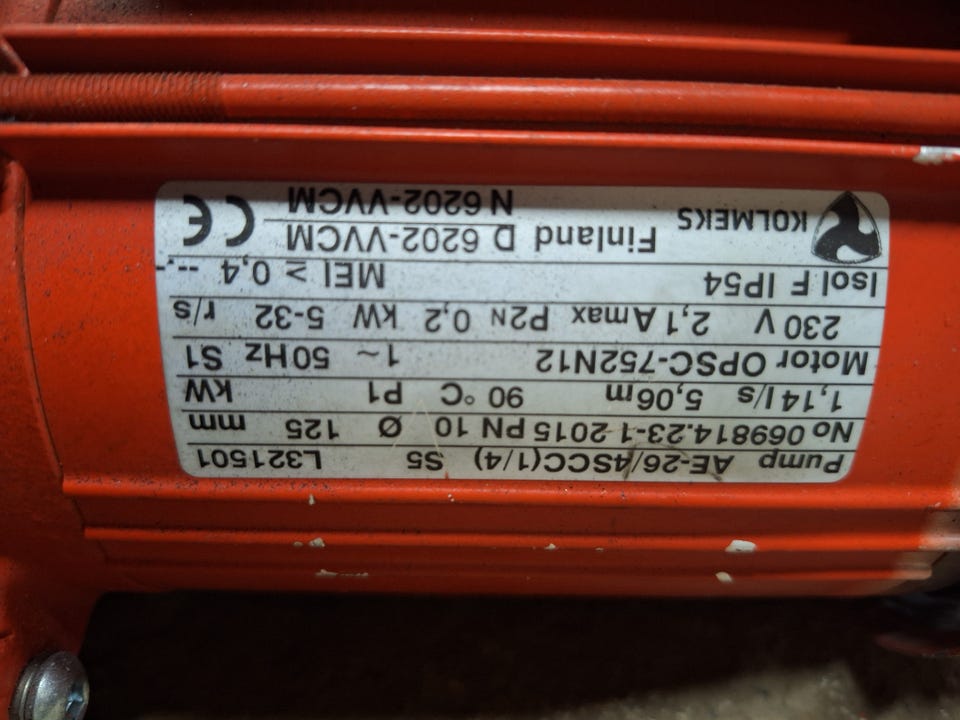 Pump AE-26/4SCC(1/4) S5 L321501
No 069814.23-1 2015 PN 10 Ø 125 mm
1,14 l/s 5,06m 90 °C P1 kW
Motor OPSC-752N12 1~ 50Hz S1
230 V 2,1 Amax P2N 0,2 kW 5-32 r/s
Isol F IP54 MEI ≥ 0,4 --,-
KOLMEKS Finland D 6202-VVCM
N 6202-VVCM CE